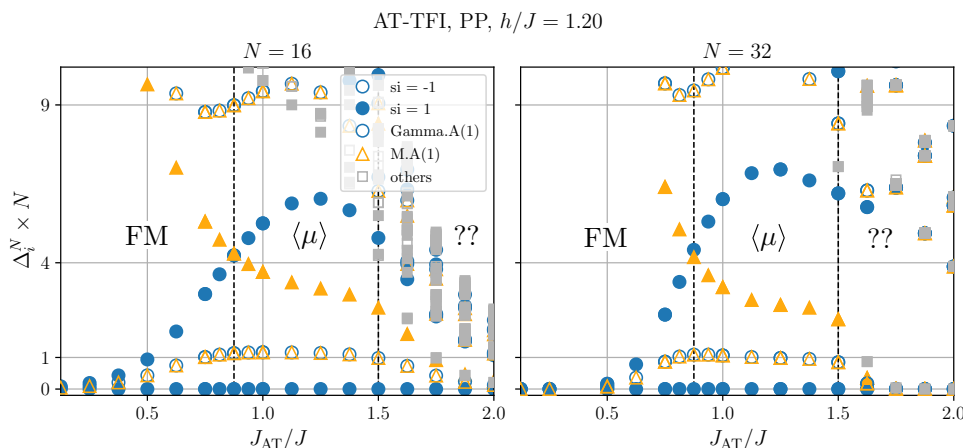 AT-TFI, PP, h/J = 1.20
N = 16
N = 32
si = -1
si = 1
Gamma.A(1)
M.A(1)
others
FM
⟨μ⟩
??
FM
⟨μ⟩
??
Δ_i^N × N
9
4
1
0
0.5
1.0
1.5
2.0
0.5
1.0
1.5
2.0
J_AT/J
J_AT/J